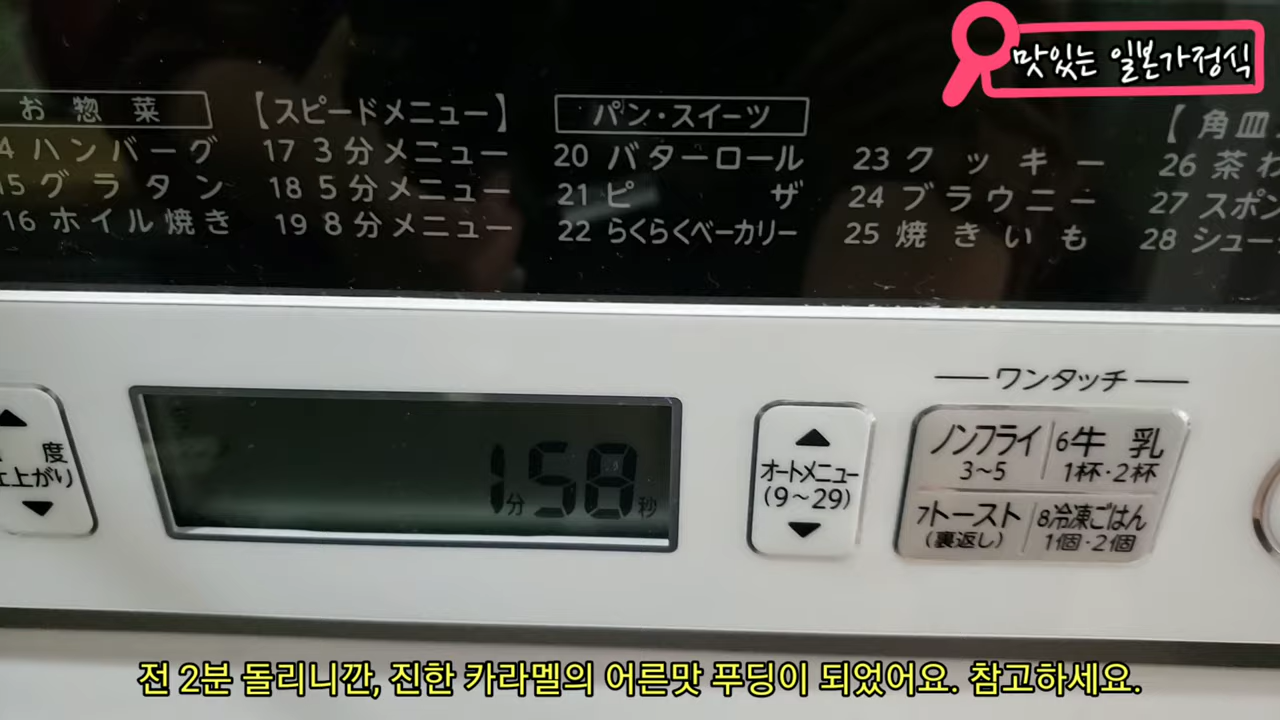 맛있는 일본가정식
お惣菜 【スピードメニュー】 パン・スイーツ 【角皿
4 ハンバーグ 17 3分メニュー 20 バターロール 23 クッキー 26 茶わ
15 グラタン 18 5分メニュー 21 ピザ 24 ブラウニー 27 スポン
16 ホイル焼き 19 8分メニュー 22 らくらくベーカリー 25 焼きいも 28 シュー
ワンタッチ
度
仕上がり
1分58秒
オートメニュー
(9〜29)
ノンフライ 6牛乳
3〜5 1杯・2杯
7トースト 8冷凍ごはん
(裏返し) 1個・2個
전 2분 돌리니깐, 진한 카라멜의 어른맛 푸딩이 되었어요. 참고하세요.